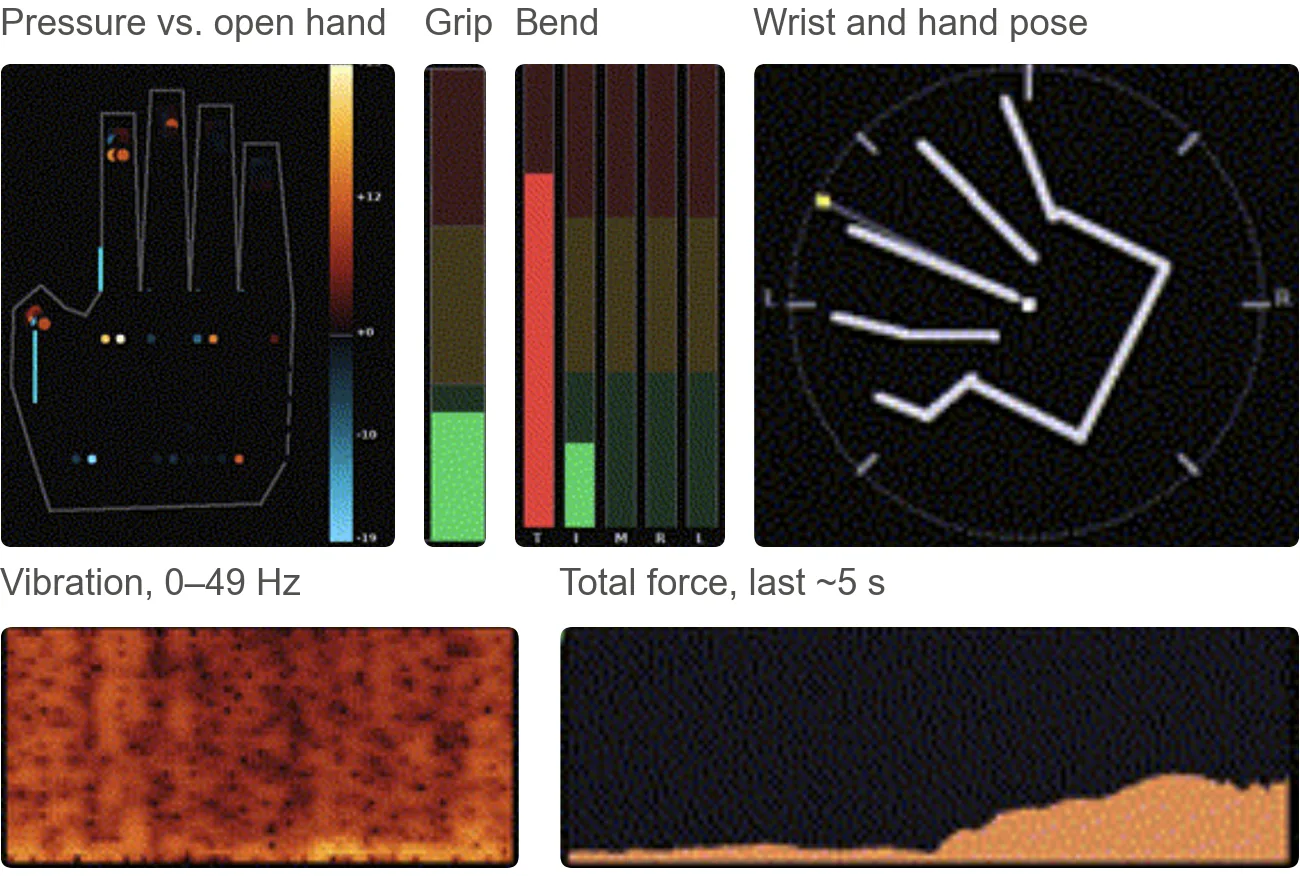 Pressure vs. open hand
Grip
Bend
Wrist and hand pose
+12
+0
-10
-19
T
I
M
R
L
L
R
Vibration, 0–49 Hz
Total force, last ~5 s